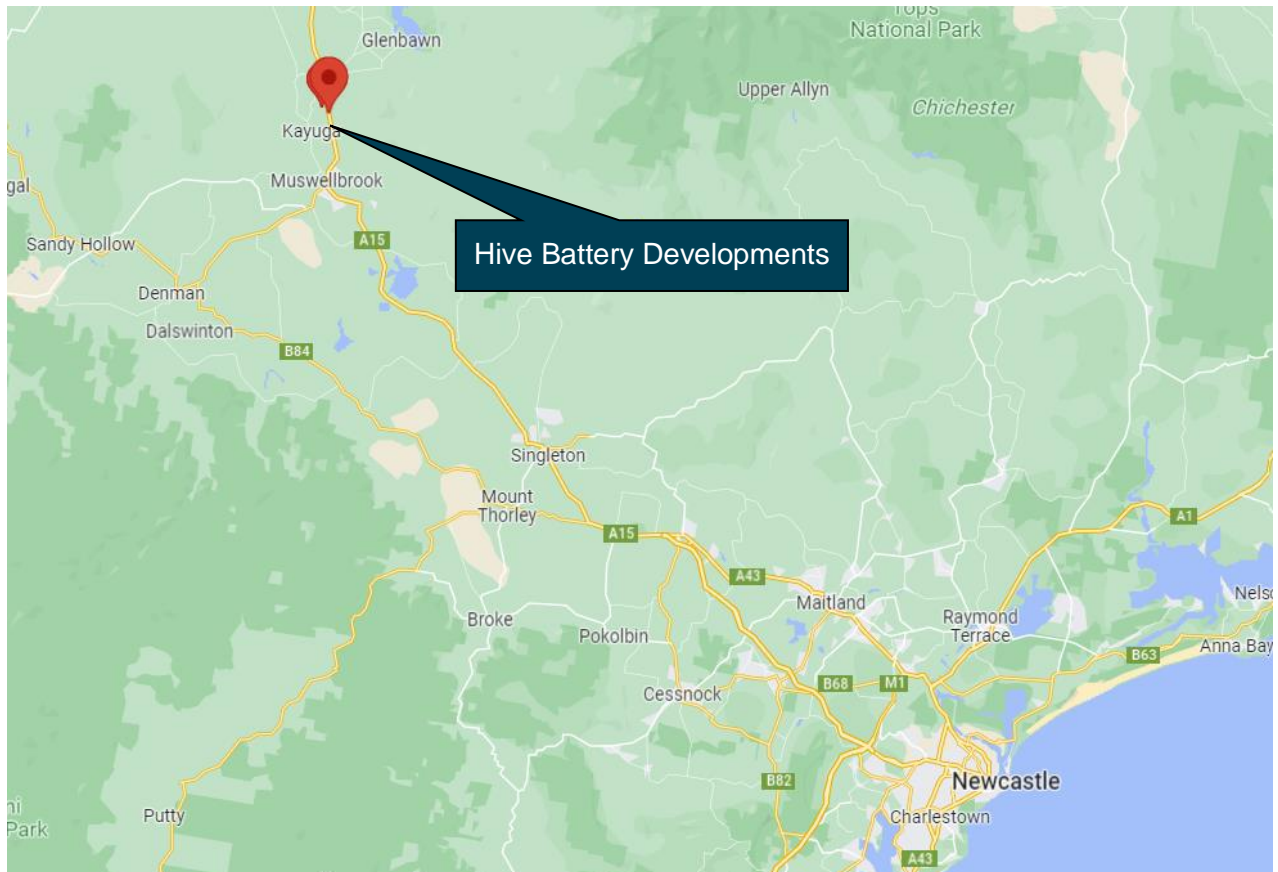 Tops
National Park
Glenbawn
Upper Allyn
Chichester
Kayuga
Muswellbrook
gal
Hive Battery Developments
Sandy Hollow
A15
Denman
Dalswinton
B84
Singleton
Mount
Thorley
A15
A1
A43
Maitland
Nelso
Raymond
Terrace
Broke
Pokolbin
B63
Anna Bay
Cessnock
B68
M1
B82
Newcastle
Putty
Charlestown
ni
Park
A43